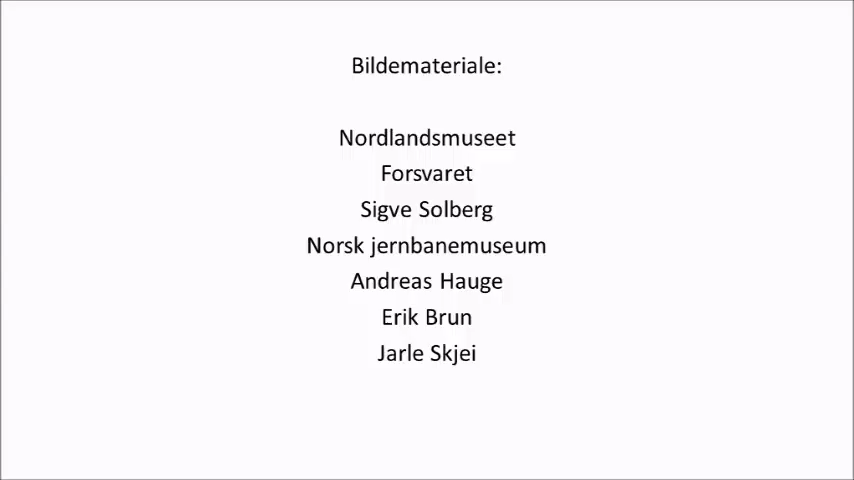 Bildemateriale:
Nordlandsmuseet
Forsvaret
Sigve Solberg
Norsk jernbanemuseum
Andreas Hauge
Erik Brun
Jarle Skjei